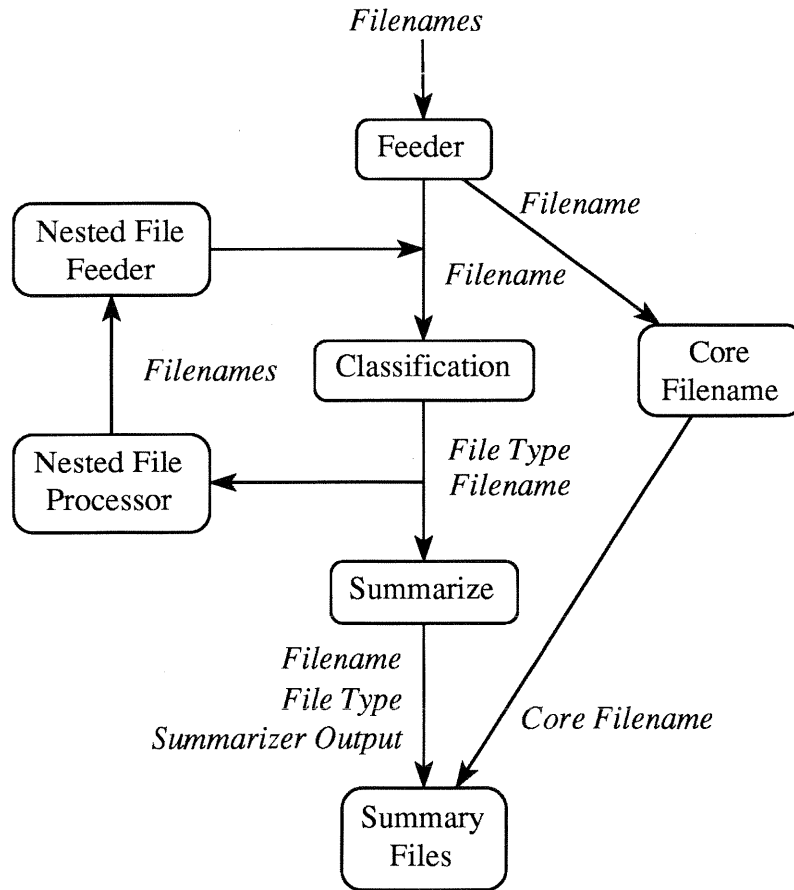 Filenames
Feeder
Filename
Nested File
Feeder
Filename
Classification
Core
Filename
Filenames
File Type
Filename
Nested File
Processor
Summarize
Filename
File Type
Summarizer Output
Core Filename
Summary
Files